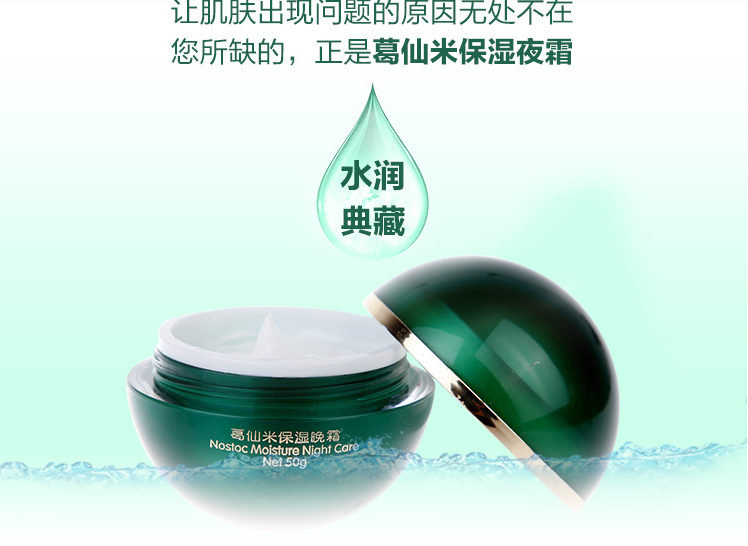 让肌肤出现问题的原因无处不在
您所缺的，正是葛仙米保湿夜霜
水润
典藏
葛仙米保湿晚霜
Nostoc Moisture Night Care
Net 50g